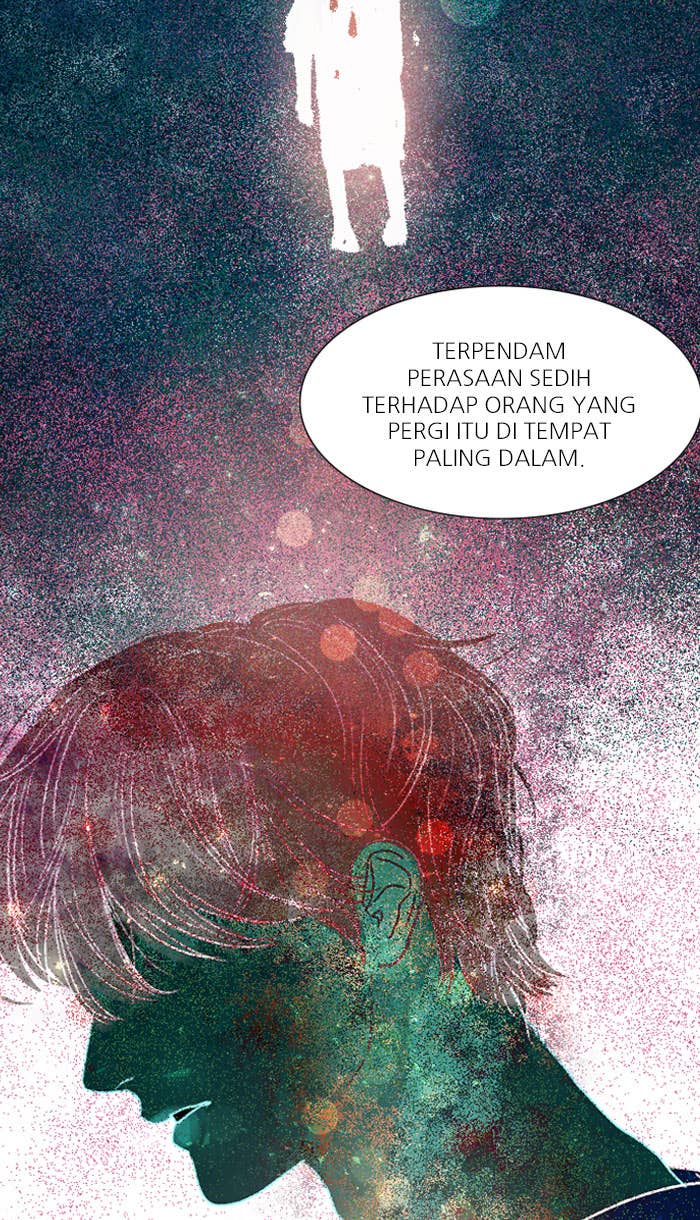 TERPENDAM
PERASAAN SEDIH
TERHADAP ORANG YANG
PERGI ITU DI TEMPAT
PALING DALAM.